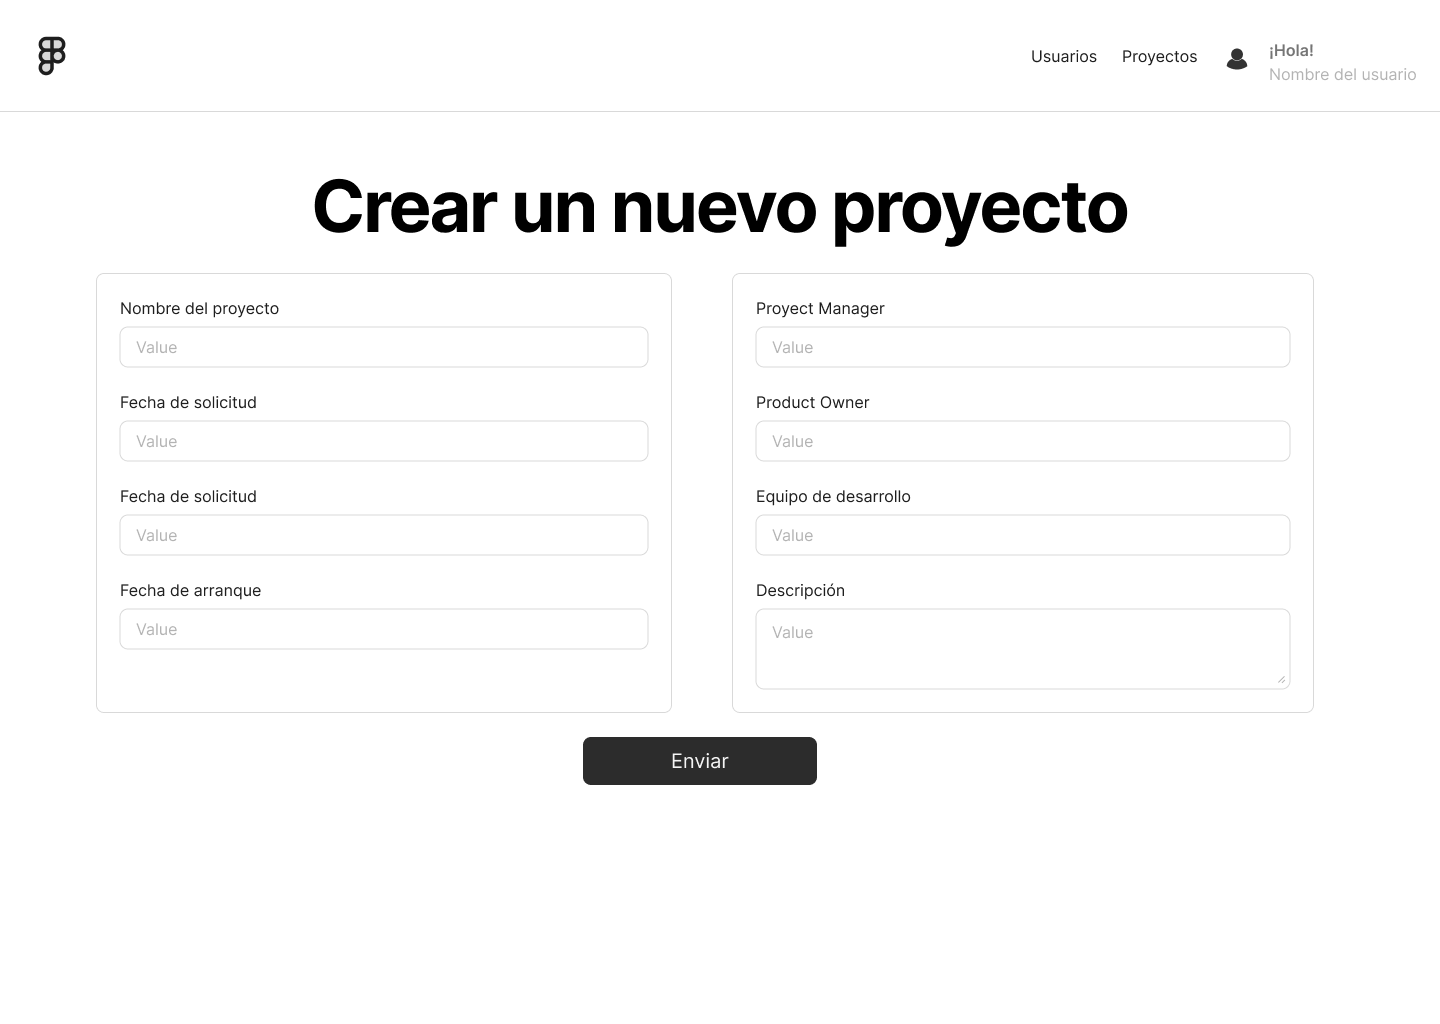 Usuarios
Proyectos
¡Hola!
Nombre del usuario
Crear un nuevo proyecto
Nombre del proyecto
Value
Fecha de solicitud
Value
Fecha de solicitud
Value
Fecha de arranque
Value
Proyect Manager
Value
Product Owner
Value
Equipo de desarrollo
Value
Descripción
Value
Enviar